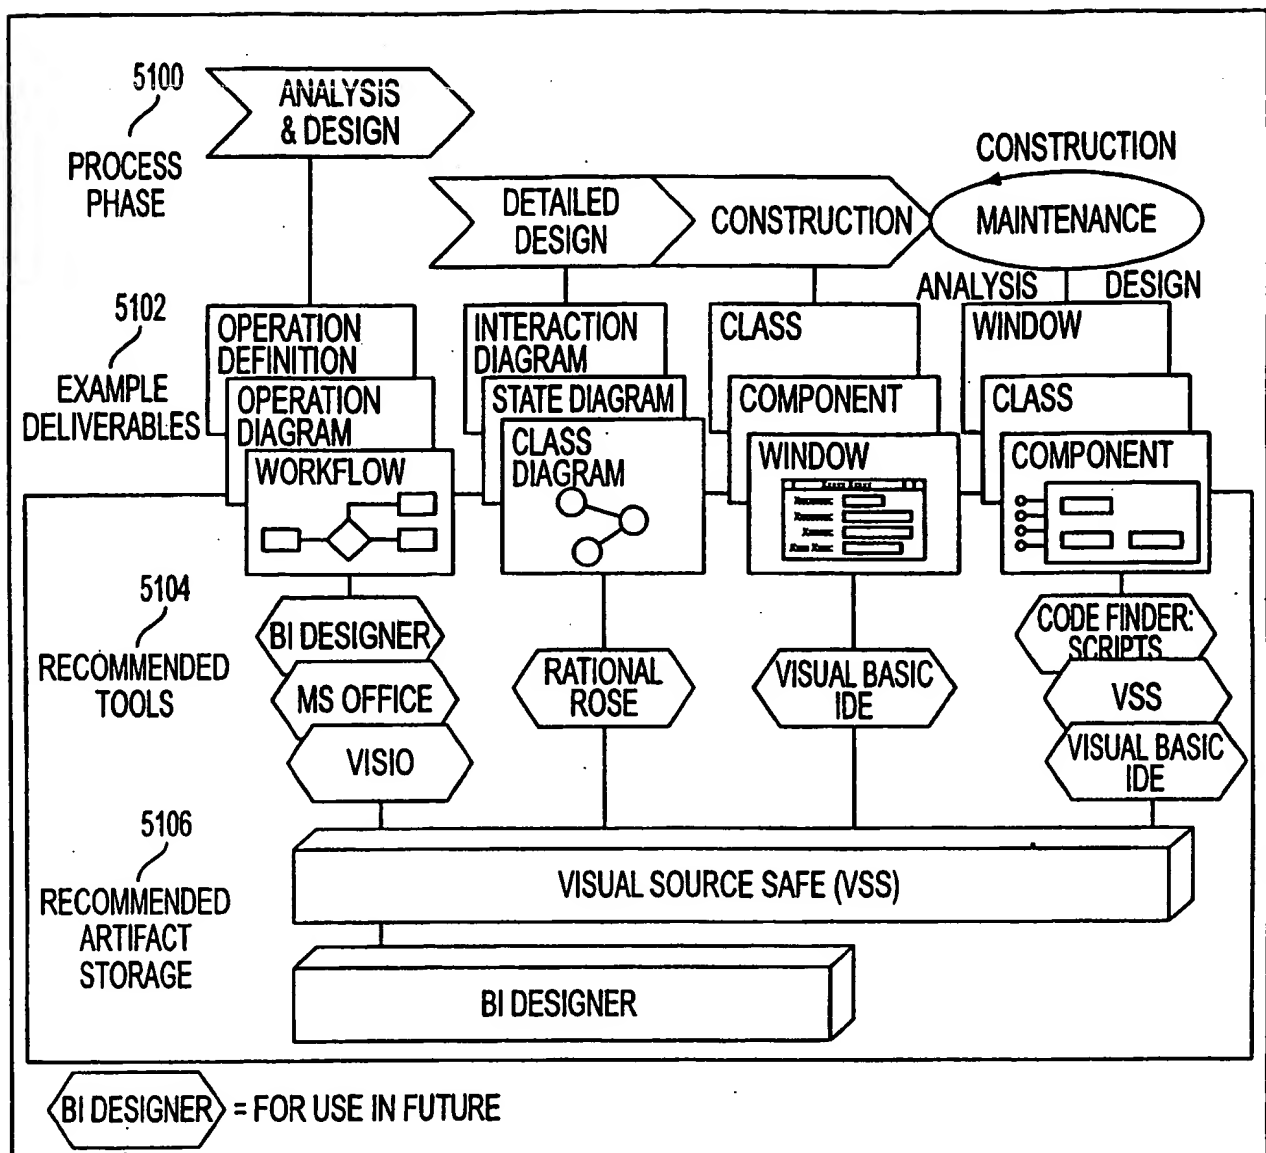 5100
PROCESS
PHASE
ANALYSIS
& DESIGN
DETAILED
DESIGN
CONSTRUCTION
CONSTRUCTION
MAINTENANCE
ANALYSIS
DESIGN
5102
EXAMPLE
DELIVERABLES
OPERATION
DEFINITION
OPERATION
DIAGRAM
WORKFLOW
INTERACTION
DIAGRAM
STATE DIAGRAM
CLASS
DIAGRAM
CLASS
COMPONENT
WINDOW
WINDOW
CLASS
COMPONENT
5104
RECOMMENDED
TOOLS
BI DESIGNER
MS OFFICE
VISIO
RATIONAL
ROSE
VISUAL BASIC
IDE
CODE FINDER:
SCRIPTS
VSS
VISUAL BASIC
IDE
5106
RECOMMENDED
ARTIFACT
STORAGE
VISUAL SOURCE SAFE (VSS)
BI DESIGNER
BI DESIGNER = FOR USE IN FUTURE